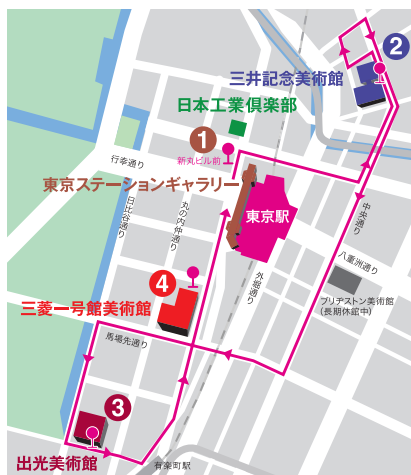 2
三井記念美術館
日本工業倶楽部
1
新丸ビル前
行幸通り
東京ステーションギャラリー
日比谷通り
丸の内仲通り
東京駅
中央通り
八重洲通り
外堀通り
4
ブリヂストン美術館
(長期休館中)
三菱一号館美術館
馬場先通り
3
出光美術館
有楽町駅